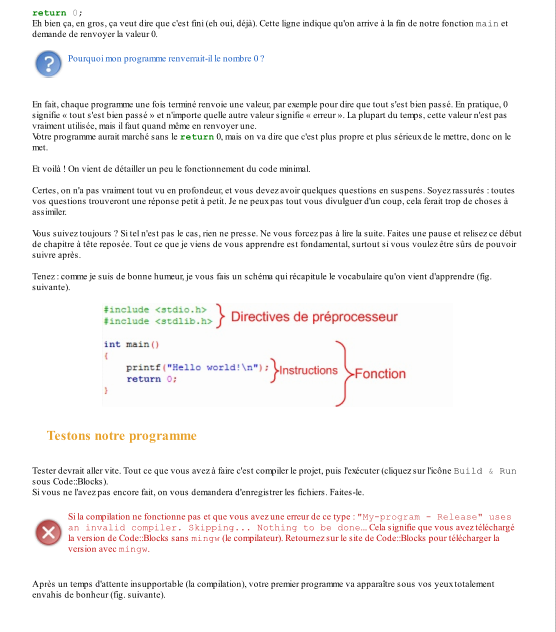 return 0;
Eh bien ça, en gros, ça veut dire que c'est fini (eh oui, déjà). Cette ligne indique qu'on arrive à la fin de notre fonction main et
demande de renvoyer la valeur 0.
Pourquoi mon programme renverrait-il le nombre 0 ?
En fait, chaque programme une fois terminé renvoie une valeur, par exemple pour dire que tout s'est bien passé. En pratique, 0
signifie « tout s'est bien passé » et n'importe quelle autre valeur signifie « erreur ». La plupart du temps, cette valeur n'est pas
vraiment utilisée, mais il faut quand même en renvoyer une.
Votre programme aurait marché sans le return 0, mais on va dire que c'est plus propre et plus sérieux de le mettre, donc on le
met.
Et voilà ! On vient de détailler un peu le fonctionnement du code minimal.
Certes, on n'a pas vraiment tout vu en profondeur, et vous devez avoir quelques questions en suspens. Soyez rassurés : toutes
vos questions trouveront une réponse petit à petit. Je ne peux pas tout vous divulguer d'un coup, cela ferait trop de choses à
assimiler.
Vous suivez toujours ? Si tel n'est pas le cas, rien ne presse. Ne vous forcez pas à lire la suite. Faites une pause et relisez ce début
de chapitre à tête reposée. Tout ce que je viens de vous apprendre est fondamental, surtout si vous voulez être sûrs de pouvoir
suivre après.
Tenez : comme je suis de bonne humeur, je vous fais un schéma qui récapitule le vocabulaire qu'on vient d'apprendre (fig.
suivante).
#include <stdio.h>
#include <stdlib.h>
Directives de préprocesseur
int main()
{
printf("Hello world!\n");
return 0;
}
Instructions
Fonction
Testons notre programme
Tester devrait aller vite. Tout ce que vous avez à faire c'est compiler le projet, puis l'exécuter (cliquez sur l'icône Build & Run
sous Code::Blocks).
Si vous ne l'avez pas encore fait, on vous demandera d'enregistrer les fichiers. Faites-le.
Si la compilation ne fonctionne pas et que vous avez une erreur de ce type : "My-program - Release" uses
an invalid compiler. Skipping... Nothing to be done... Cela signifie que vous avez téléchargé
la version de Code::Blocks sans mingw (le compilateur). Retournez sur le site de Code::Blocks pour télécharger la
version avec mingw.
Après un temps d'attente insupportable (la compilation), votre premier programme va apparaître sous vos yeux totalement
envahis de bonheur (fig. suivante).